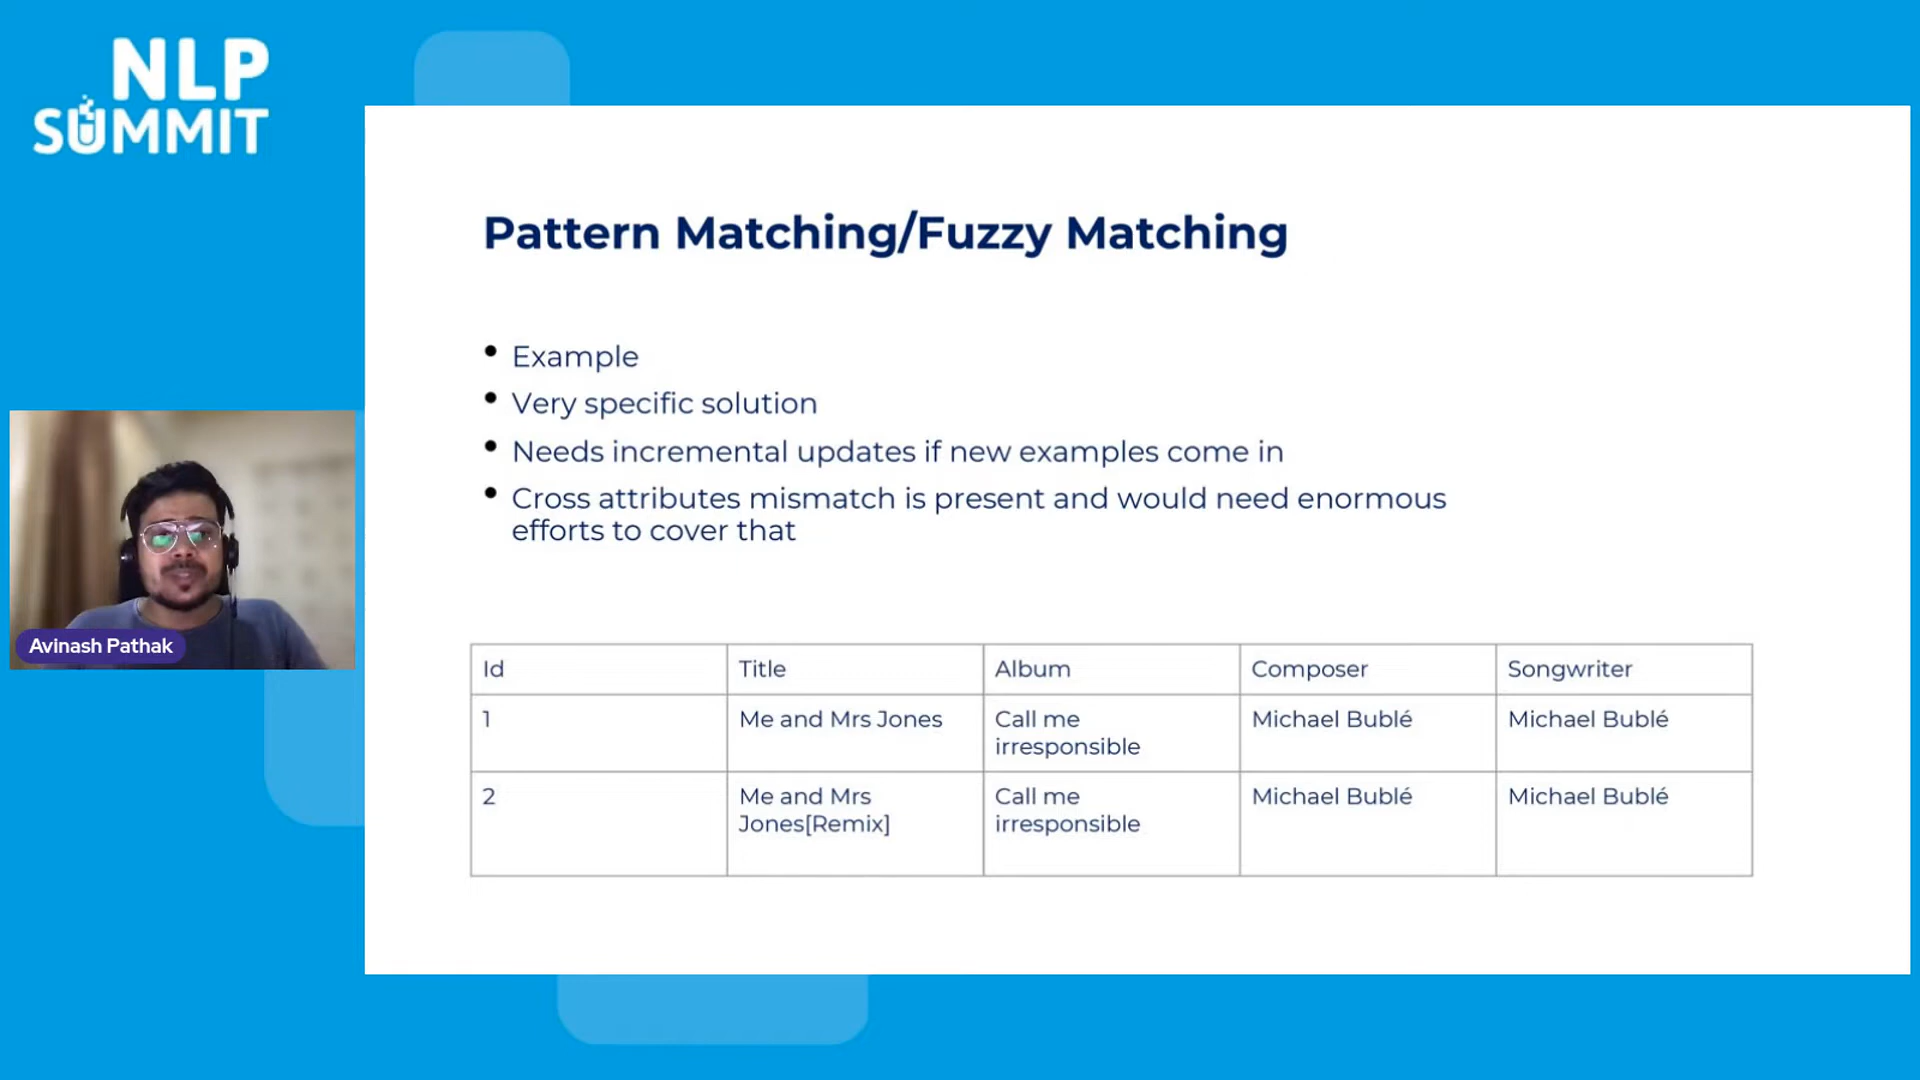 NLP
SUMMIT
Pattern Matching/Fuzzy Matching
• Example
• Very specific solution
• Needs incremental updates if new examples come in
• Cross attributes mismatch is present and would need enormous
efforts to cover that
Avinash Pathak
Id Title Album Composer Songwriter
1 Me and Mrs Jones Call me Michael Bublé Michael Bublé
irresponsible
2 Me and Mrs Call me Michael Bublé Michael Bublé
Jones[Remix] irresponsible